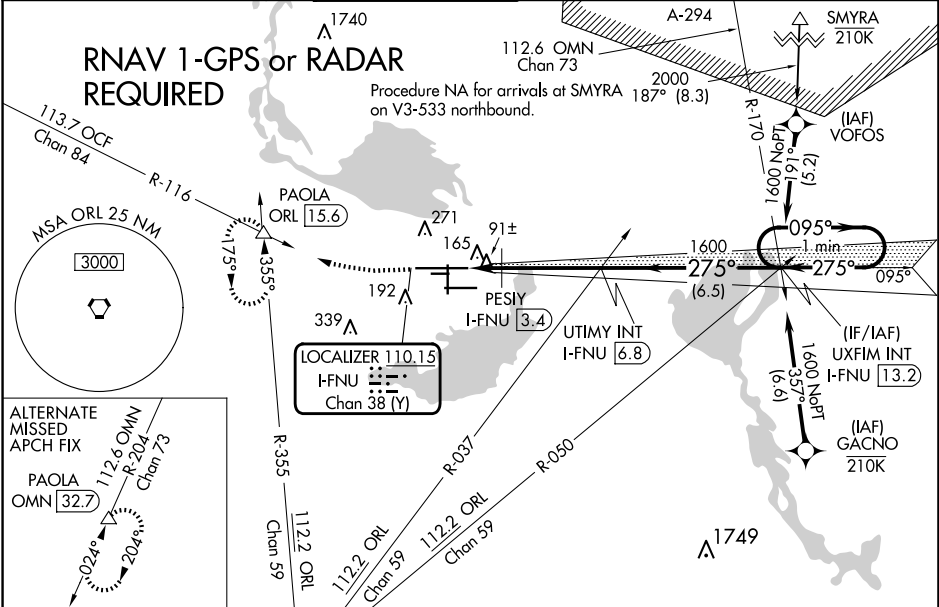 1740
RNAV 1-GPS or RADAR
REQUIRED
112.6 OMN
Chan 73
A-294
SMYRA
210K
2000
187° (8.3)
Procedure NA for arrivals at SMYRA
on V3-533 northbound.
R-170
(IAF)
VOFOS
1600 NoPT
191°
(5.2)
113.7 OCF
Chan 84
R-116
PAOLA
ORL 15.6
175°
355°
MSA ORL 25 NM
3000
271
165
91±
192
339
PESIY
I-FNU 3.4
1600
275°
(6.5)
095°
1 min
275°
095°
UTIMY INT
I-FNU 6.8
(IF/IAF)
UXFIM INT
I-FNU 13.2
LOCALIZER 110.15
I-FNU
Chan 38 (Y)
1600 NoPT
357°
(6.6)
(IAF)
GACNO
210K
ALTERNATE
MISSED
APCH FIX
112.6 OMN
R-204
Chan 73
PAOLA
OMN 32.7
024°
204°
R-355
112.2 ORL
Chan 59
R-037
112.2 ORL
Chan 59
R-050
112.2 ORL
Chan 59
1749